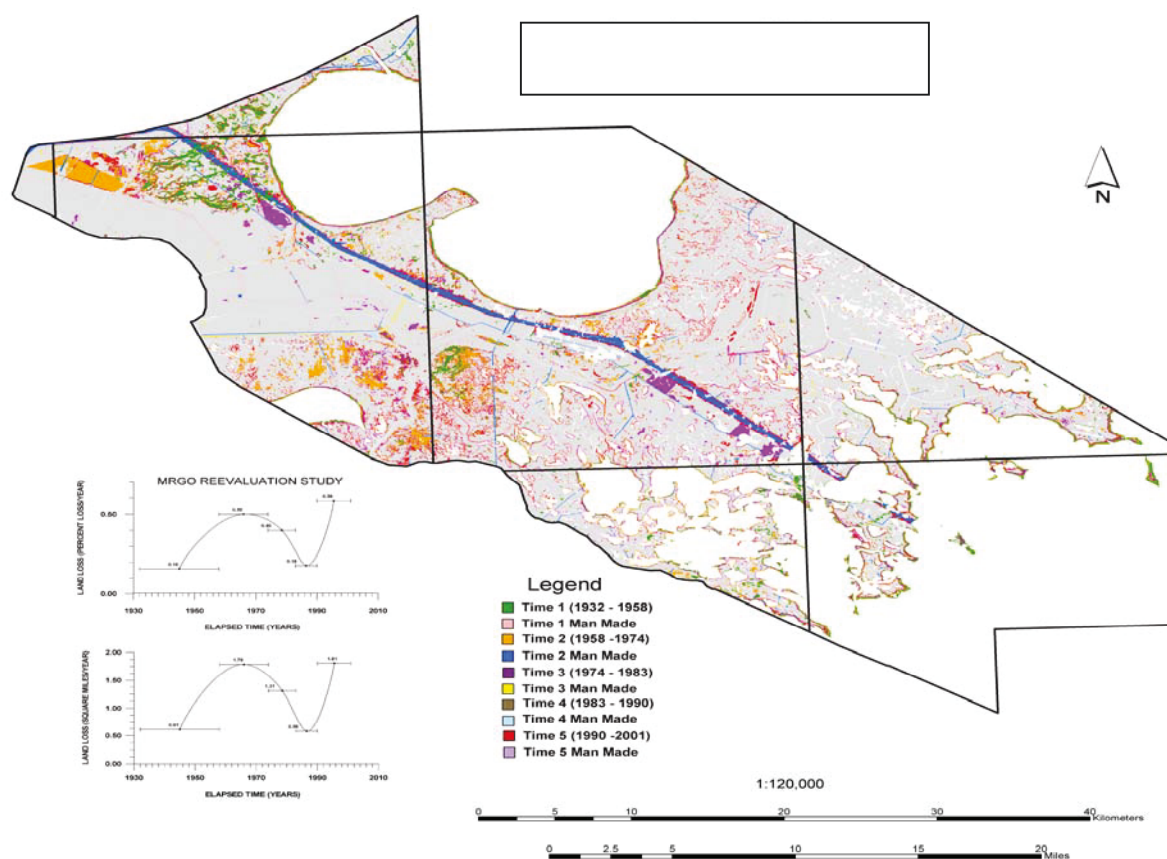 N
MRGO REEVALUATION STUDY
LAND LOSS (PERCENT LOSS/YEAR)
0.50
0.00
1930 1950 1970 1990 2010
ELAPSED TIME (YEARS)
LAND LOSS (SQUARE MILES/YEAR)
2.00
1.50
1.00
0.50
0.00
1.31
1930 1950 1970 1990 2010
ELAPSED TIME (YEARS)
Legend
Time 1 (1932 - 1958)
Time 1 Man Made
Time 2 (1958 -1974)
Time 2 Man Made
Time 3 (1974 - 1983)
Time 3 Man Made
Time 4 (1983 - 1990)
Time 4 Man Made
Time 5 (1990 -2001)
Time 5 Man Made
1:120,000
0 5 10 20 30 40
Kilometers
0 2.5 5 10 15 20
Miles